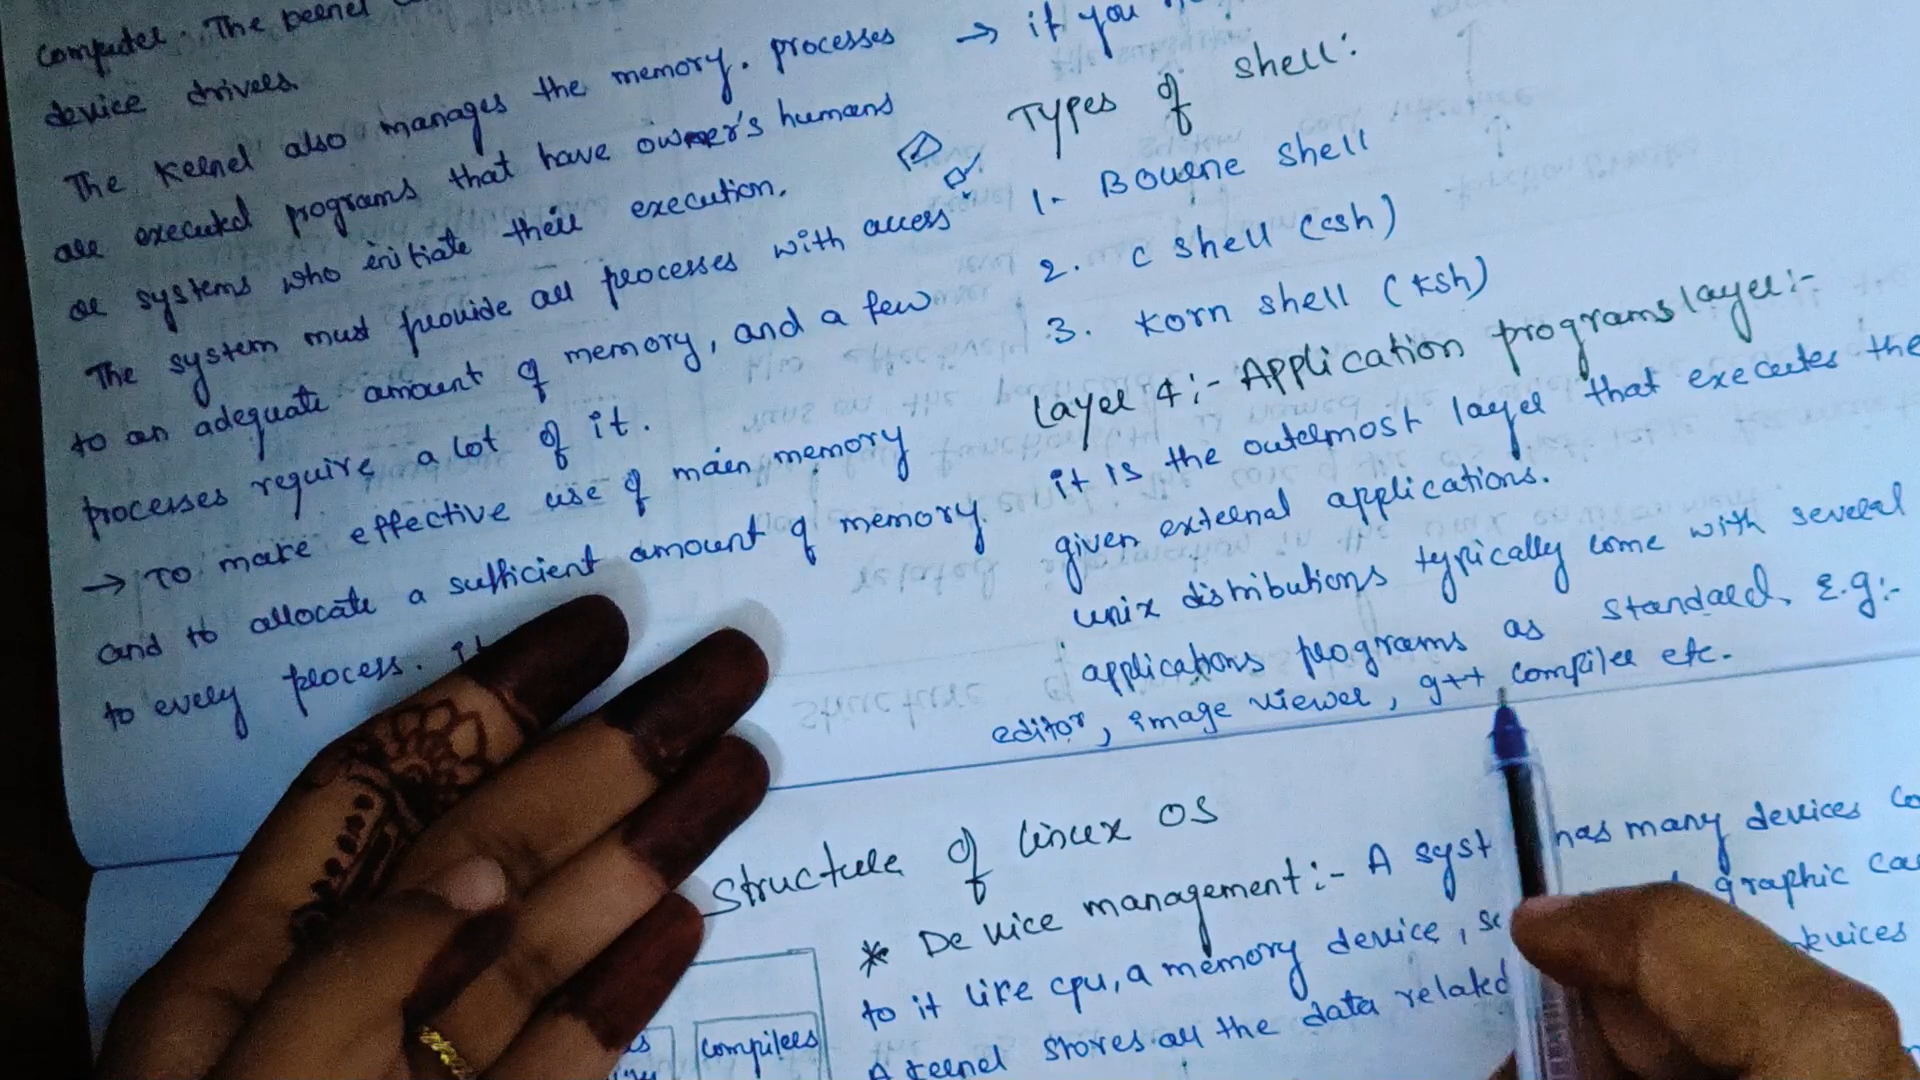 computer. The kernel
device drivers.
The kernel also manages the memory. processes
are executed programs that have owner's humans
or systems who initiate their execution.
The system must provide all processes with access
to an adequate amount of memory, and a few
processes require a lot of it.
→ To make effective use of main memory
and to allocate a sufficient amount of memory
to every process. It
→ if you
Types of shell:
1- Bourne shell
2. C shell (csh)
3. Korn shell (ksh)
Layer 4:- Application programs layer:-
it is the outermost layer that executes the
given external applications.
unix distributions typically come with several
applications programs as standard. E.g:-
editor, image viewer, g++ compiler etc.
Structure of linux OS
* Device management:- A syst has many devices co
to it like cpu, a memory device, so graphic ca
A kernel stores all the data related devices
compilers